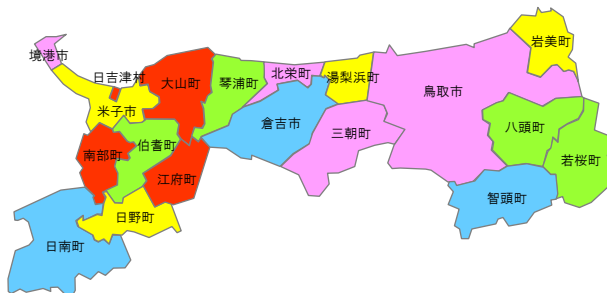 境港市
日吉津村
米子市
大山町
琴浦町
北栄町
湯梨浜町
岩美町
鳥取市
倉吉市
三朝町
八頭町
若桜町
智頭町
南部町
伯耆町
江府町
日野町
日南町